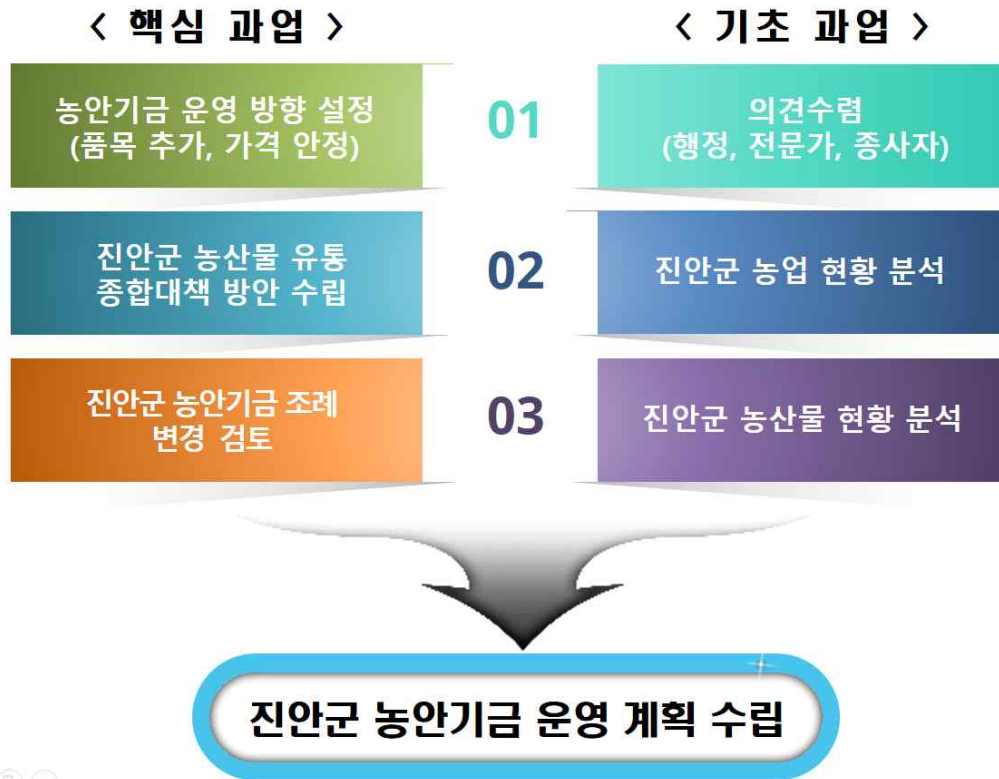 〈 핵심 과업 〉
〈 기초 과업 〉
농안기금 운영 방향 설정
(품목 추가, 가격 안정)
01
의견수렴
(행정, 전문가, 종사자)
진안군 농산물 유통
종합대책 방안 수립
02
진안군 농업 현황 분석
진안군 농안기금 조례
변경 검토
03
진안군 농산물 현황 분석
진안군 농안기금 운영 계획 수립